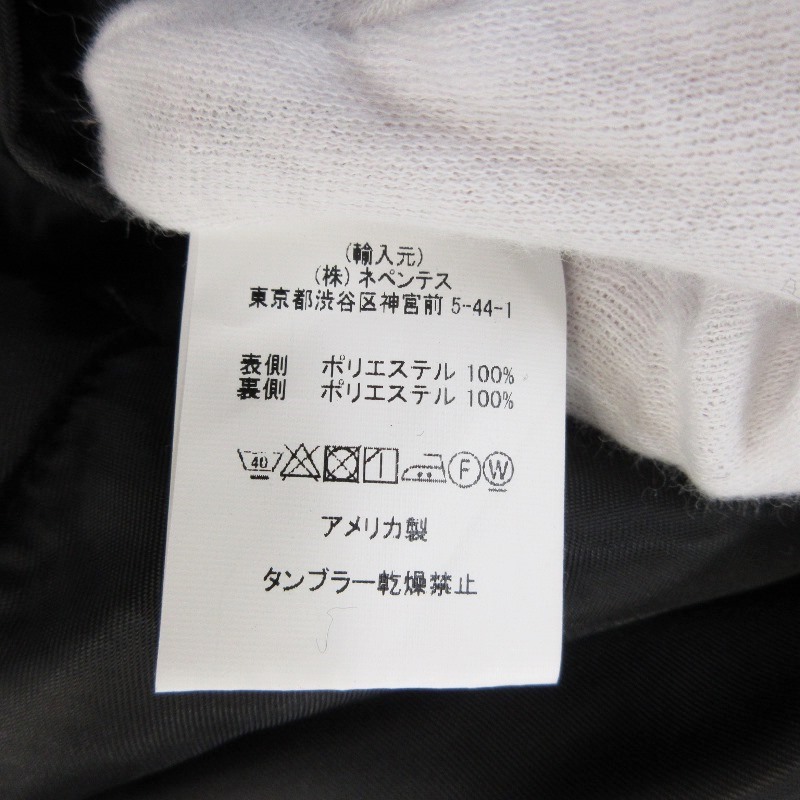 (輸入元)
(株) ネペンテス
東京都渋谷区神宮前 5-44-1
表側 ポリエステル 100%
裏側 ポリエステル 100%
40 F W
アメリカ製
タンブラー乾燥禁止